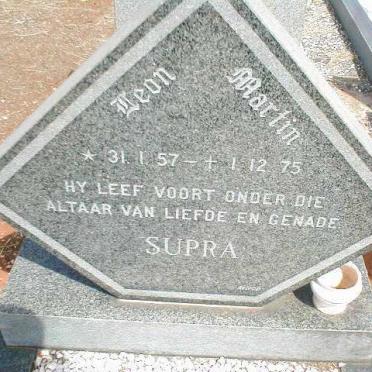 Leon Martin
* 31.1.57 - + 1.12.75
HY LEEF VOORT ONDER DIE
ALTAAR VAN LIEFDE EN GENADE
SUPRA